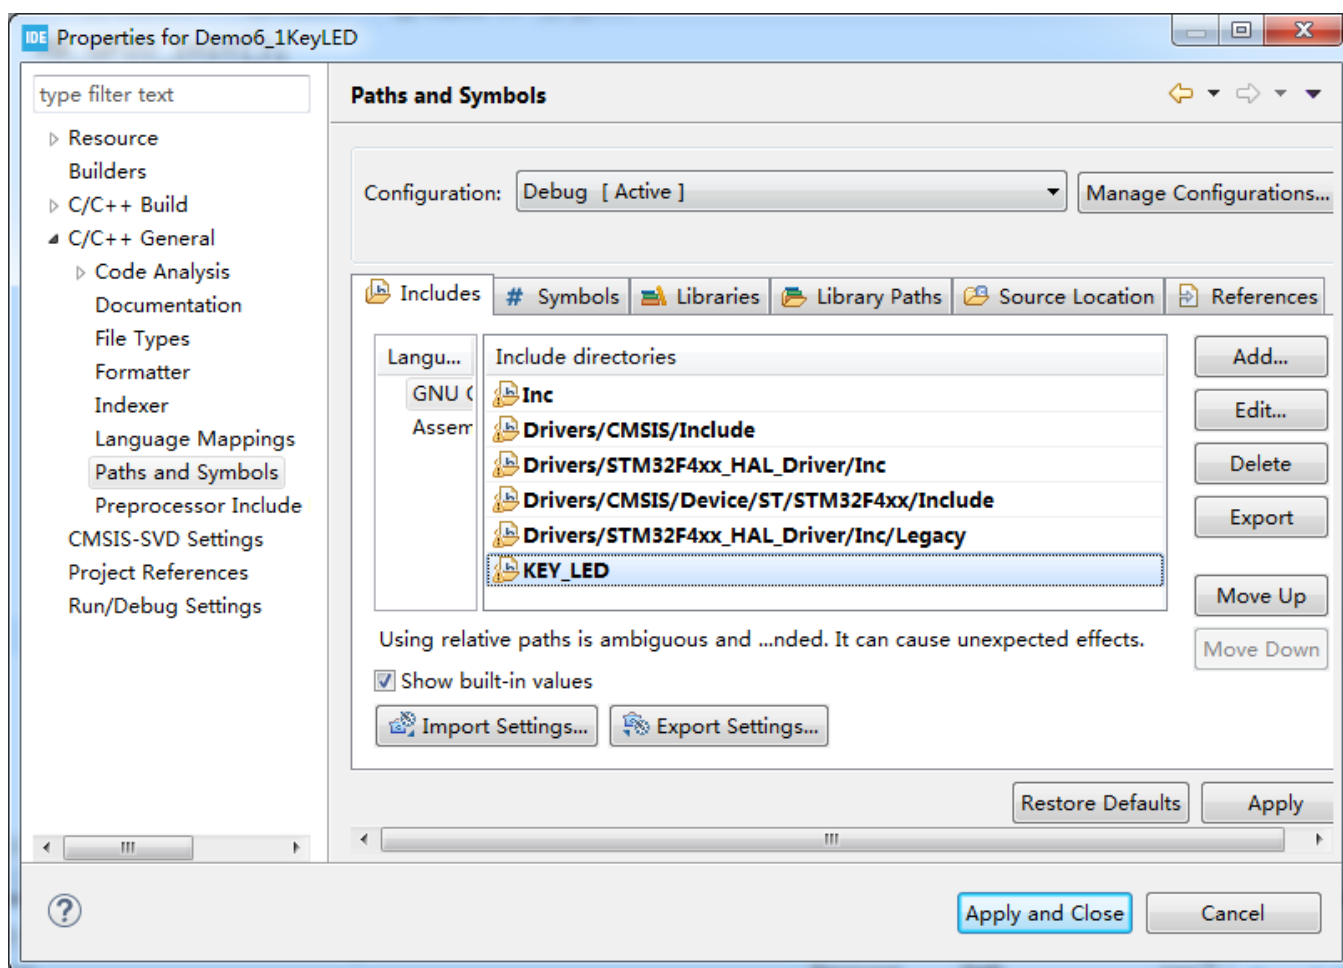 IDE Properties for Demo6_1KeyLED
type filter text
Resource
Builders
C/C++ Build
C/C++ General
Code Analysis
Documentation
File Types
Formatter
Indexer
Language Mappings
Paths and Symbols
Preprocessor Include
CMSIS-SVD Settings
Project References
Run/Debug Settings
Paths and Symbols
Configuration: Debug [ Active ] Manage Configurations...
Includes # Symbols Libraries Library Paths Source Location References
Langu... Include directories
GNU C Inc
Assem Drivers/CMSIS/Include
Drivers/STM32F4xx_HAL_Driver/Inc
Drivers/CMSIS/Device/ST/STM32F4xx/Include
Drivers/STM32F4xx_HAL_Driver/Inc/Legacy
KEY_LED
Add...
Edit...
Delete
Export
Move Up
Move Down
Using relative paths is ambiguous and ...nded. It can cause unexpected effects.
Show built-in values
Import Settings... Export Settings...
Restore Defaults Apply
? Apply and Close Cancel